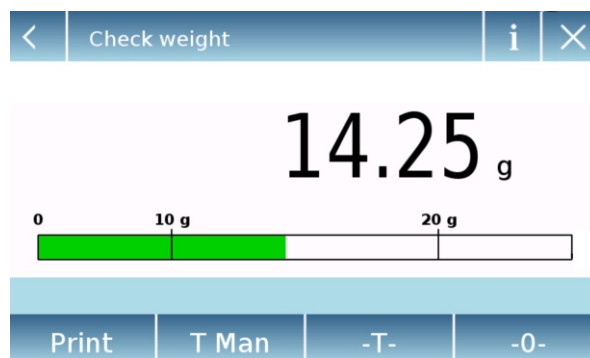 < Check weight i X
14.25 g
0 10 g 20 g
Print T Man -T- -0-